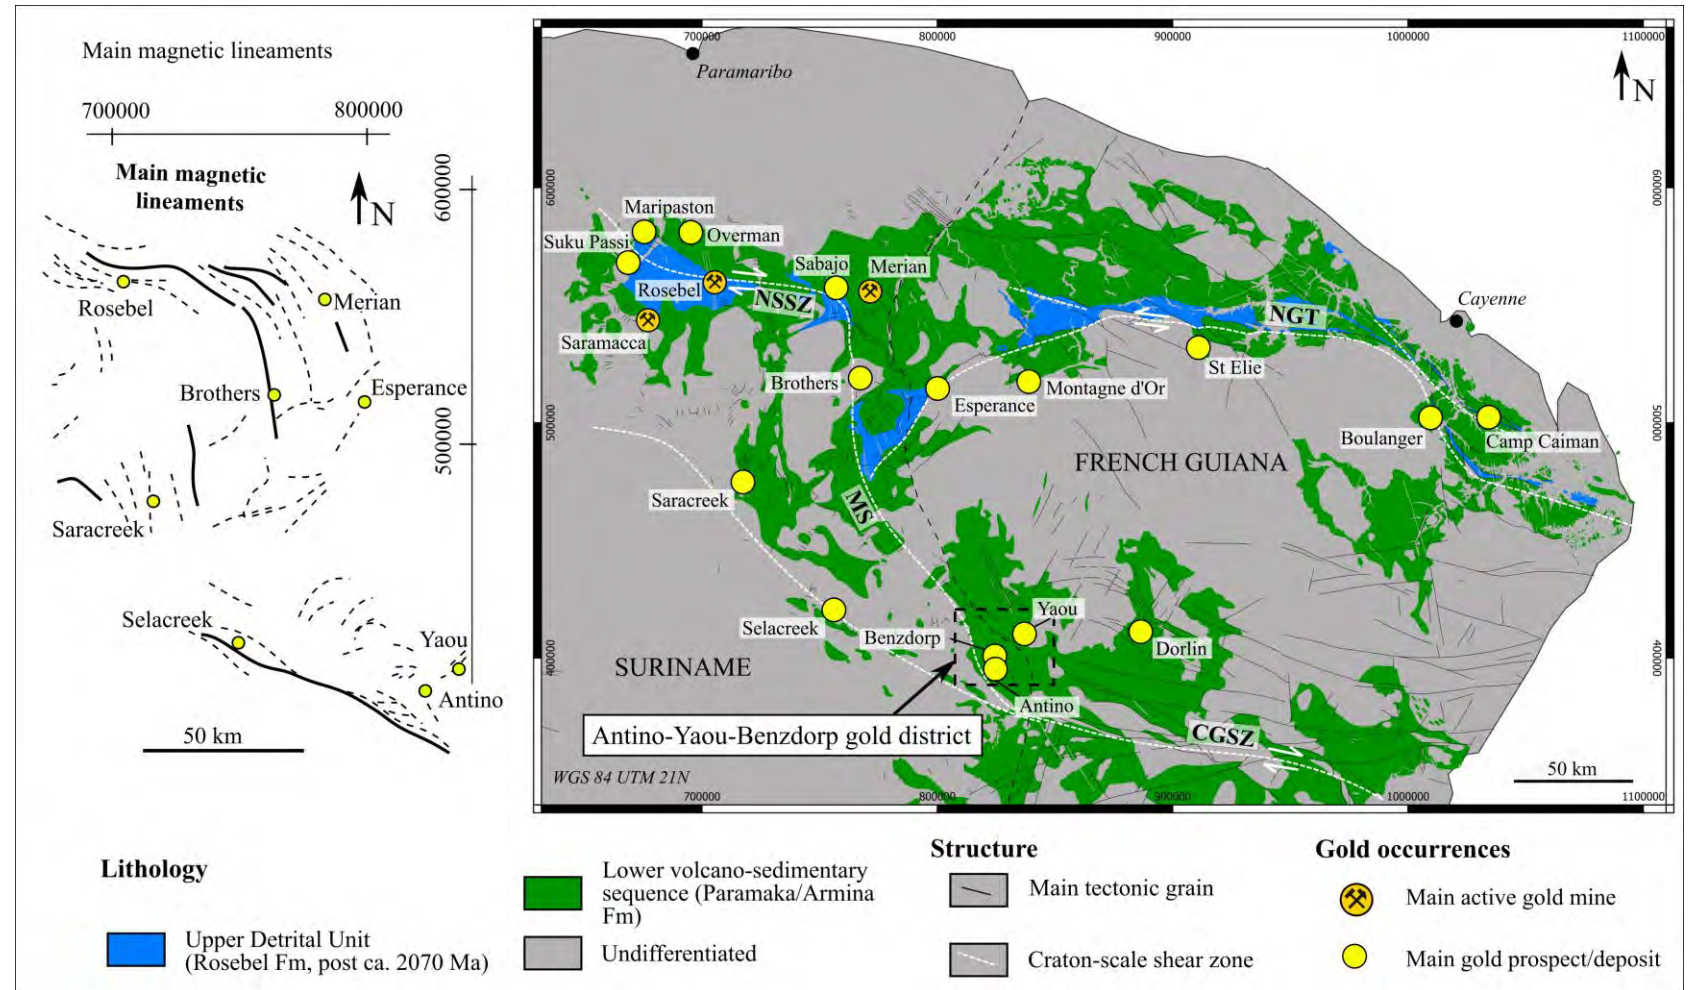 Main magnetic lineaments
700000
800000
Main magnetic
lineaments
N
600000
Rosebel
Merian
Brothers
Esperance
500000
Saracreek
Selacreek
Yaou
Antino
50 km
700000
800000
900000
1000000
1100000
Paramaribo
N
600000
600000
Maripaston
Suku Passi
Overman
Sabajo
Merian
Rosebel
NSSZ
Saramacca
NGT
Cayenne
St Elie
Brothers
Esperance
Montagne d'Or
500000
500000
Boulanger
Camp Caiman
FRENCH GUIANA
Saracreek
MS
Selacreek
Benzdorp
Yaou
Dorlin
400000
400000
SURINAME
Antino
Antino-Yaou-Benzdorp gold district
CGSZ
WGS 84 UTM 21N
50 km
700000
800000
900000
1000000
1100000
Lithology
Upper Detrital Unit
(Rosebel Fm, post ca. 2070 Ma)
Lower volcano-sedimentary
sequence (Paramaka/Armina
Fm)
Undifferentiated
Structure
Main tectonic grain
Craton-scale shear zone
Gold occurrences
Main active gold mine
Main gold prospect/deposit